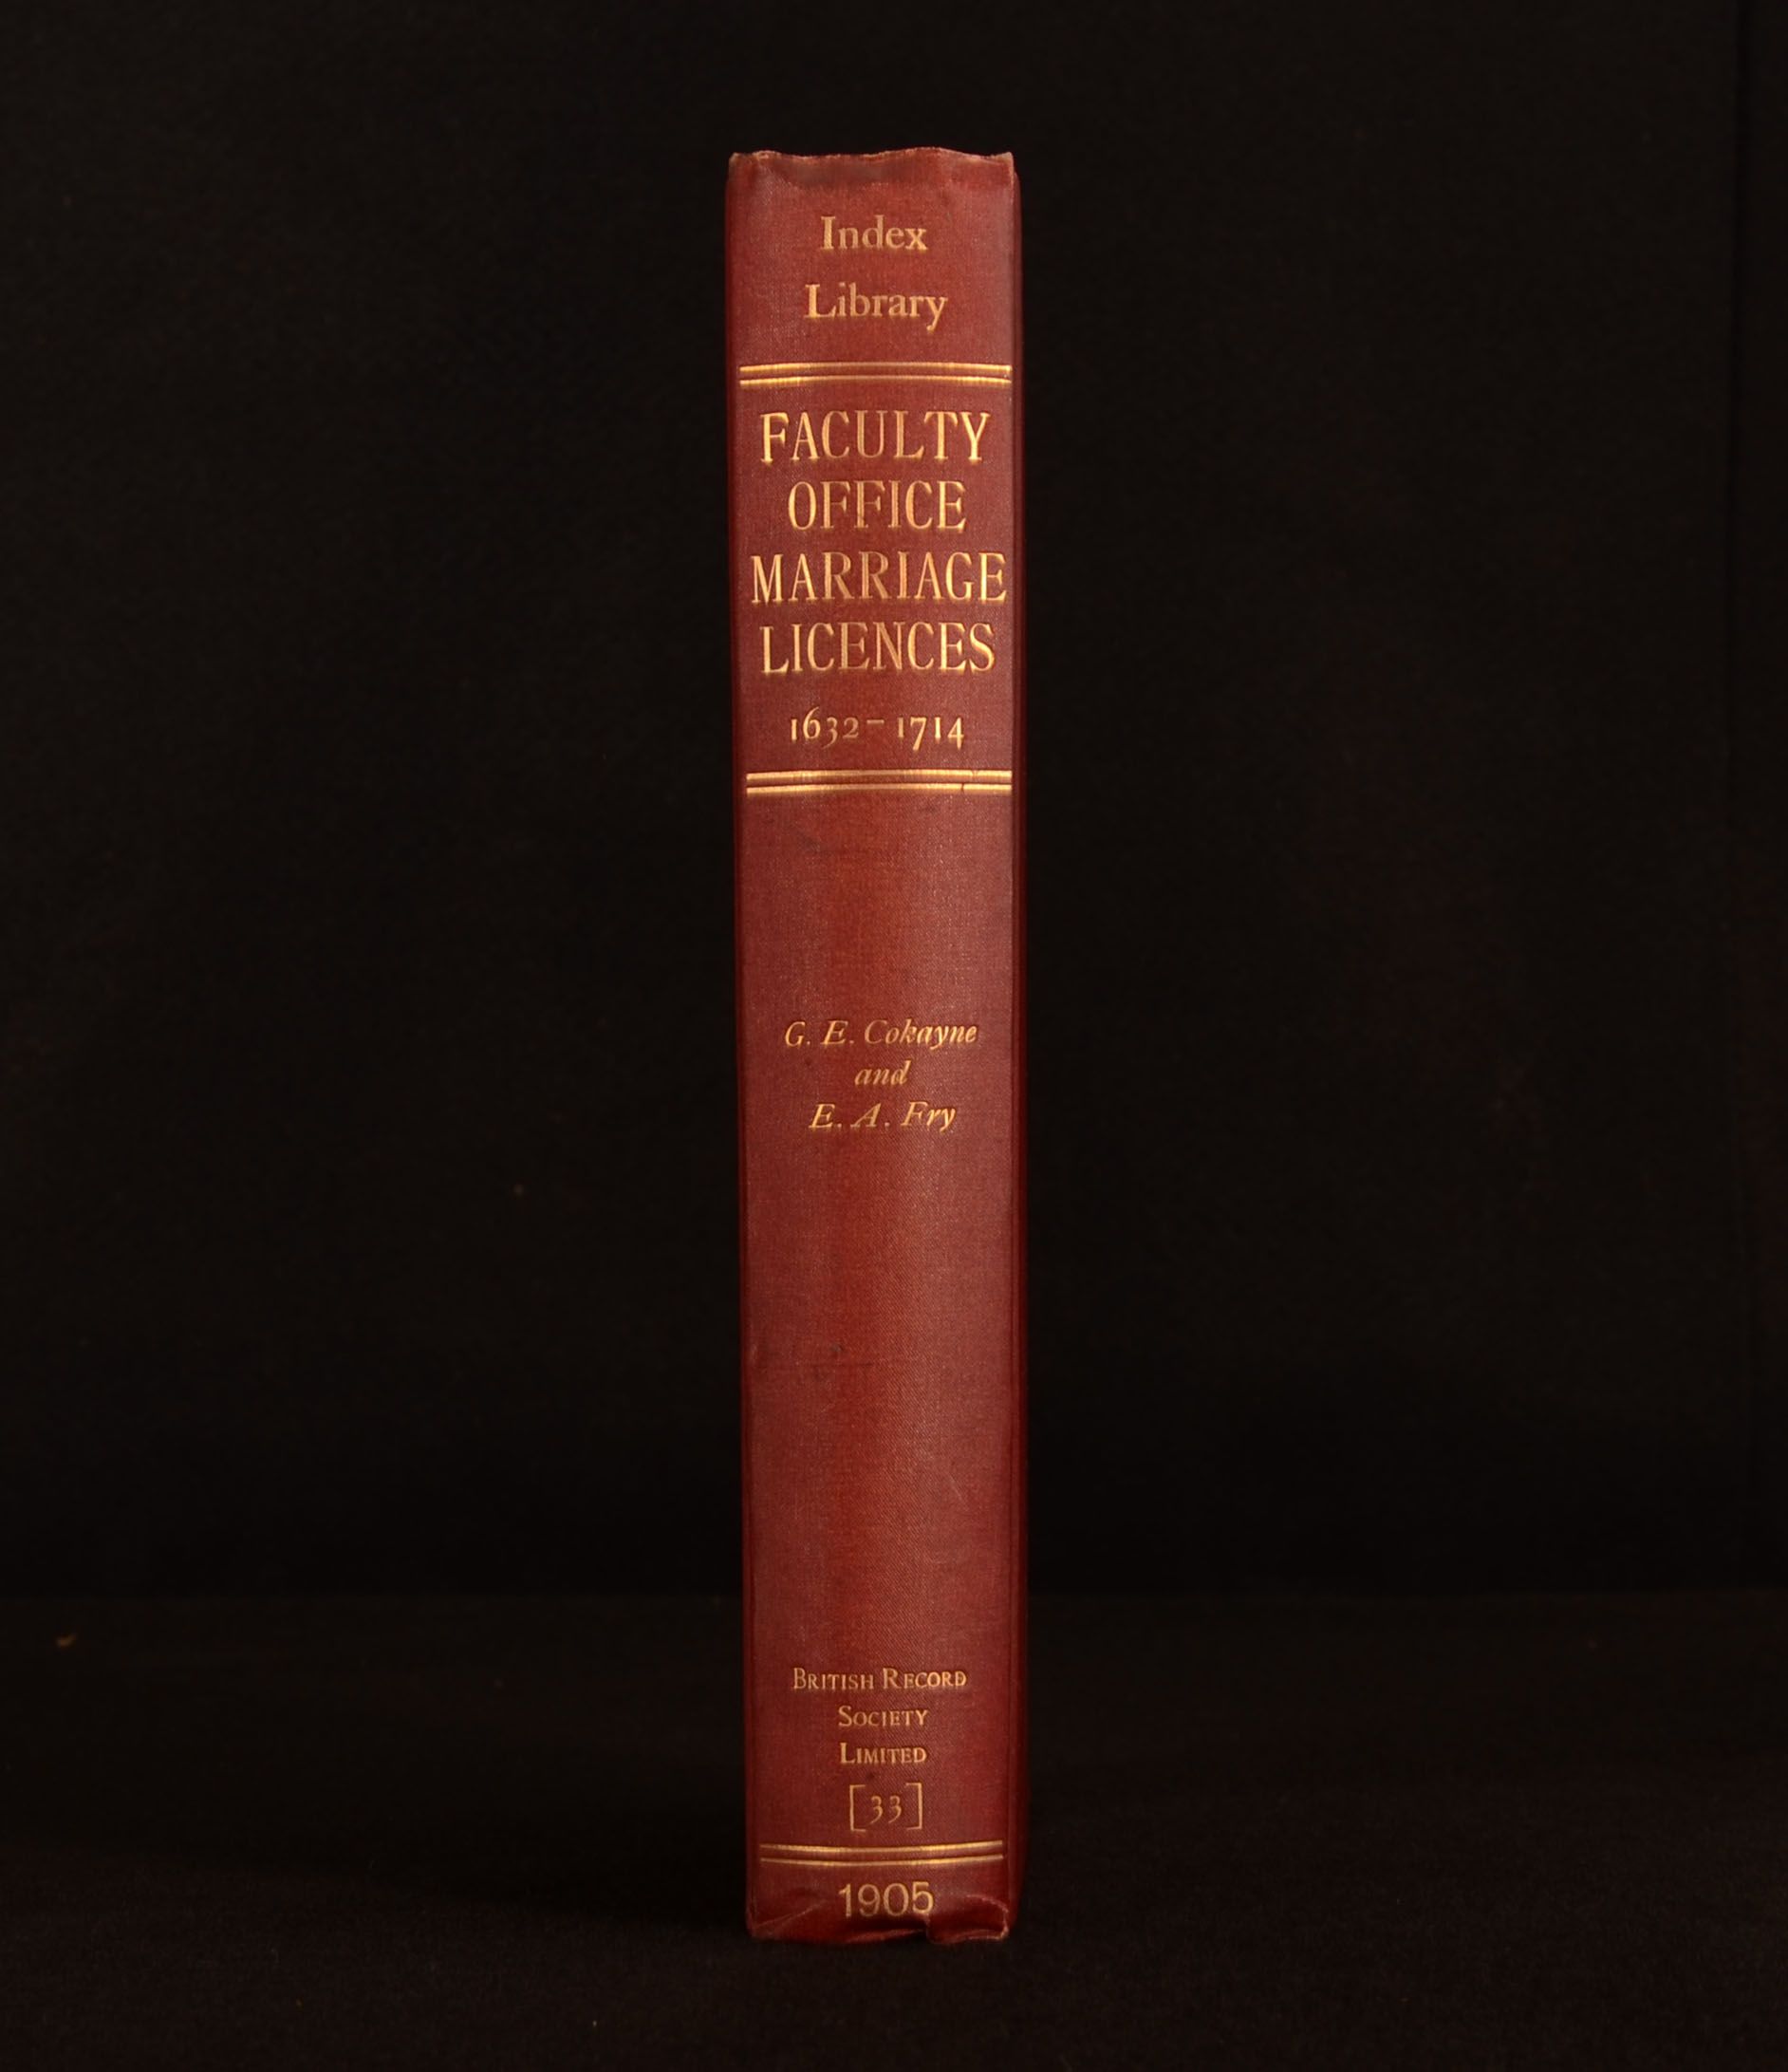 Index
Library
FACULTY
OFFICE
MARRIAGE
LICENCES
1632-1714
G. E. Cokayne
and
E. A. Fry
BRITISH RECORD
SOCIETY
LIMITED
[33]
1905